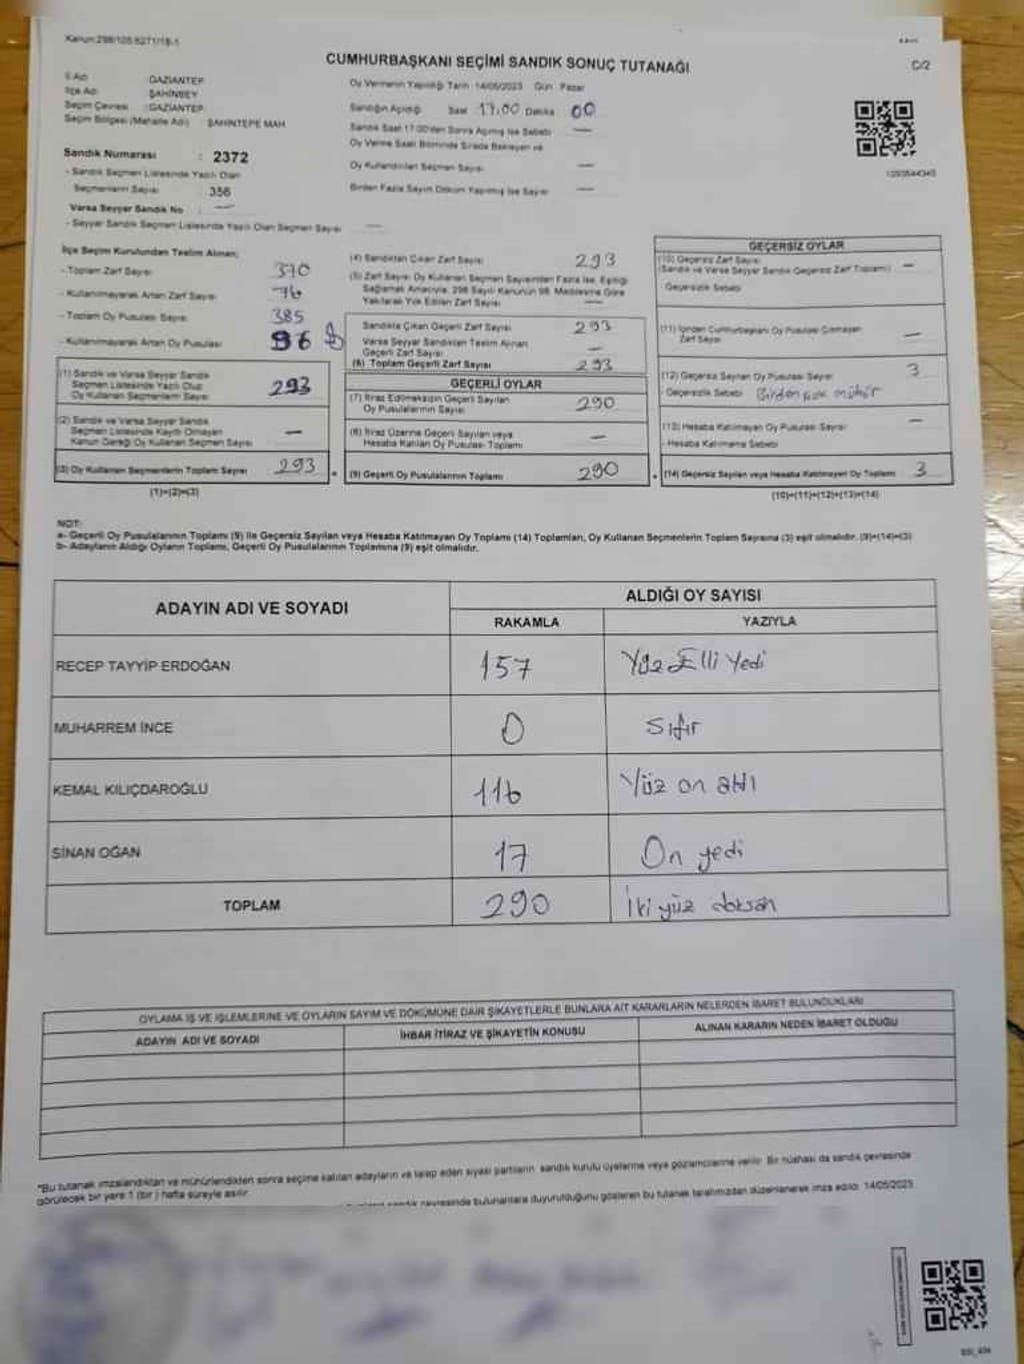 Kanun:298/105 6271/18-1
CUMHURBAŞKANI SEÇİMİ SANDIK SONUÇ TUTANAĞI
C/2
İl Adı GAZİANTEP
İlçe Adı ŞAHİNBEY
Seçim Çevresi : GAZİANTEP
Seçim Bölgesi (Mahalle Adı) : ŞAHİNTEPE MAH
Sandık Numarası : 2372
- Sandık Seçmen Listesinde Yazılı Olan
Seçmenlerin Sayısı 356
Varsa Seyyar Sandık No : —
- Seyyar Sandık Seçmen Listesinde Yazılı Olan Seçmen Sayısı —
Oy Vermenin Yapıldığı Tarih : 14/05/2023 Gün : Pazar
Sandığın Açıldığı Saat 17:00 Dakika 00
Sandık Saat 17.00'den Sonra Açılmış İse Sebebi —
Oy Verme Saati Bitiminde Sırada Bekleyen ve
Oy Kullandırılan Seçmen Sayısı —
Birden Fazla Sayım Döküm Yapılmış İse Sayısı —
İlçe Seçim Kurulundan Teslim Alınan;
- Toplam Zarf Sayısı 370
- Kullanılmayarak Artan Zarf Sayısı 76
- Toplam Oy Pusulası Sayısı 385
- Kullanılmayarak Artan Oy Pusulası 96
(1) Sandık ve Varsa Seyyar Sandık
Seçmen Listesinde Yazılı Olup
Oy Kullanan Seçmenlerin Sayısı 293
(2) Sandık ve Varsa Seyyar Sandık
Seçmen Listesinde Kayıtlı Olmayan
Kanun Gereği Oy Kullanan Seçmen Sayısı —
(3) Oy Kullanan Seçmenlerin Toplam Sayısı 293
(1)+(2)=(3)
(4) Sandıktan Çıkan Zarf Sayısı 293
(5) Zarf Sayısı Oy Kullanan Seçmen Sayısından Fazla İse, Eşitliği
Sağlamak Amacıyla; 298 Sayılı Kanunun 98. Maddesine Göre
Yakılarak Yok Edilen Zarf Sayısı —
Sandıkta Çıkan Geçerli Zarf Sayısı 293
Varsa Seyyar Sandıktan Teslim Alınan
Geçerli Zarf Sayısı —
(6) Toplam Geçerli Zarf Sayısı 293
GEÇERLİ OYLAR
(7) İtiraz Edilmeksizin Geçerli Sayılan
Oy Pusulalarının Sayısı 290
(8) İtiraz Üzerine Geçerli Sayılan veya
Hesaba Katılan Oy Pusulası Toplamı —
(9) Geçerli Oy Pusulalarının Toplamı 290
GEÇERSİZ OYLAR
(10) Geçersiz Zarf Sayısı
(Sandık ve Varsa Seyyar Sandık Geçersiz Zarf Toplamı) —
Geçersizlik Sebebi
(11) İçinden Cumhurbaşkanı Oy Pusulası Çıkmayan
Zarf Sayısı —
(12) Geçersiz Sayılan Oy Pusulası Sayısı 3
- Geçersizlik Sebebi Birden çok mühür
(13) Hesaba Katılmayan Oy Pusulası Sayısı —
- Hesaba Katılmama Sebebi
(14) Geçersiz Sayılan veya Hesaba Katılmayan Oy Toplamı 3
(10)+(11)+(12)+(13)=(14)
NOT:
a- Geçerli Oy Pusulalarının Toplamı (9) ile Geçersiz Sayılan veya Hesaba Katılmayan Oy Toplamı (14) Toplamları, Oy Kullanan Seçmenlerin Toplam Sayısına (3) eşit olmalıdır. (9)+(14)=(3)
b- Adayların Aldığı Oyların Toplamı, Geçerli Oy Pusulalarının Toplamına (9) eşit olmalıdır.
ADAYIN ADI VE SOYADI
ALDIĞI OY SAYISI
RAKAMLA YAZIYLA
RECEP TAYYİP ERDOĞAN 157 Yüz Elli Yedi
MUHARREM İNCE 0 Sıfır
KEMAL KILIÇDAROĞLU 116 Yüz on altı
SİNAN OĞAN 17 On yedi
TOPLAM 290 İki yüz doksan
OYLAMA İŞ VE İŞLEMLERİNE VE OYLARIN SAYIM VE DÖKÜMÜNE DAİR ŞİKAYETLERLE BUNLARA AİT KARARLARIN NELERDEN İBARET BULUNDUKLARI
ADAYIN ADI VE SOYADI İHBAR İTİRAZ VE ŞİKAYETİN KONUSU ALINAN KARARIN NEDEN İBARET OLDUĞU
*Bu tutanak imzalandıktan ve mühürlendikten sonra seçime katılan adayların ve talep eden siyasi partilerin sandık kurulu üyelerine veya gözlemcilerine verilir. Bir nüshası da sandık çevresinde
görülecek bir yere 1 (bir) hafta süreyle asılır.
sandık çevresinde bulunanlara duyurulduğunu gösteren bu tutanak tarafımızdan düzenlenerek imza edildi. 14/05/2023